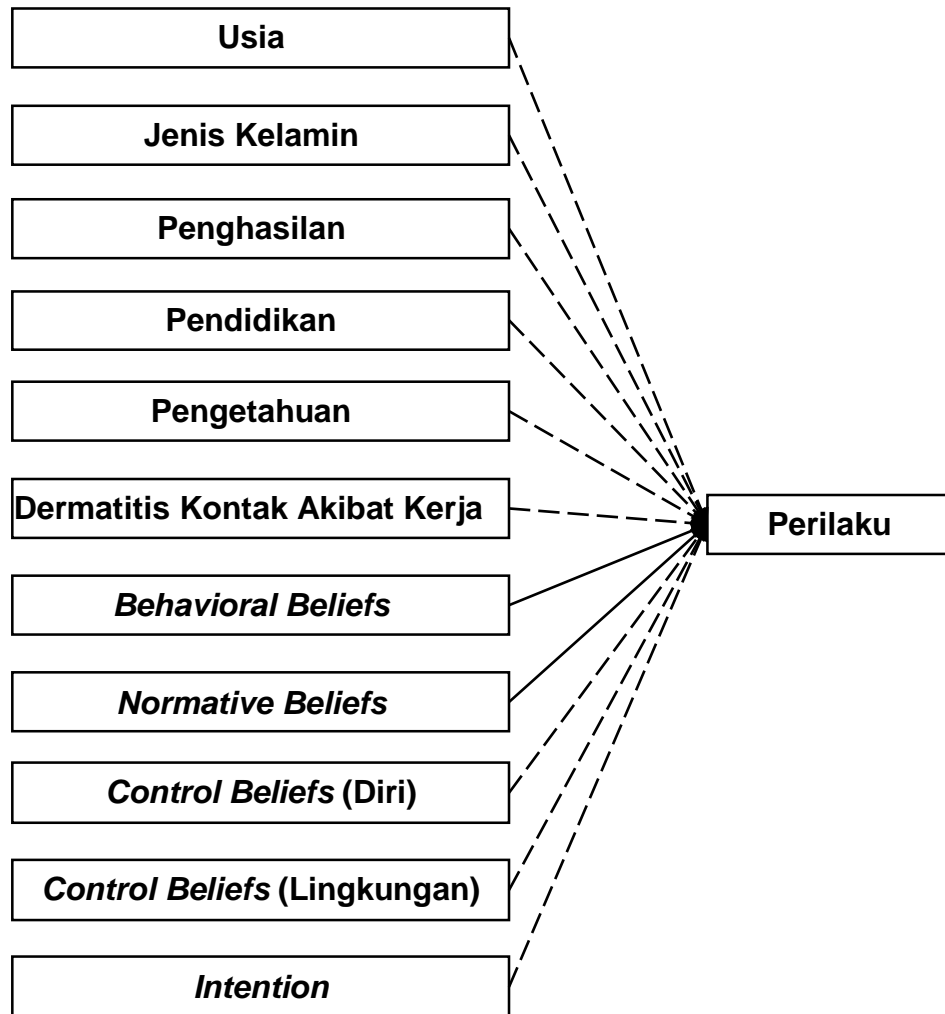 Usia
Jenis Kelamin
Penghasilan
Pendidikan
Pengetahuan
Dermatitis Kontak Akibat Kerja
Perilaku
Behavioral Beliefs
Normative Beliefs
Control Beliefs (Diri)
Control Beliefs (Lingkungan)
Intention